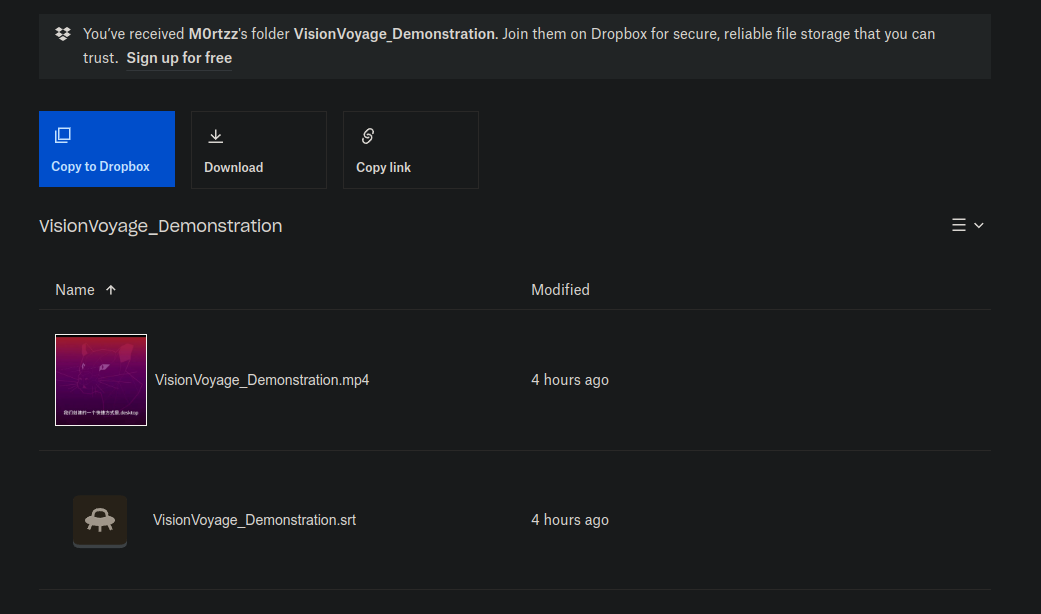 You've received M0rtzz's folder VisionVoyage_Demonstration. Join them on Dropbox for secure, reliable file storage that you can
trust. Sign up for free
Copy to Dropbox
Download
Copy link
VisionVoyage_Demonstration
Name
Modified
VisionVoyage_Demonstration.mp4
4 hours ago
.desktop
VisionVoyage_Demonstration.srt
4 hours ago